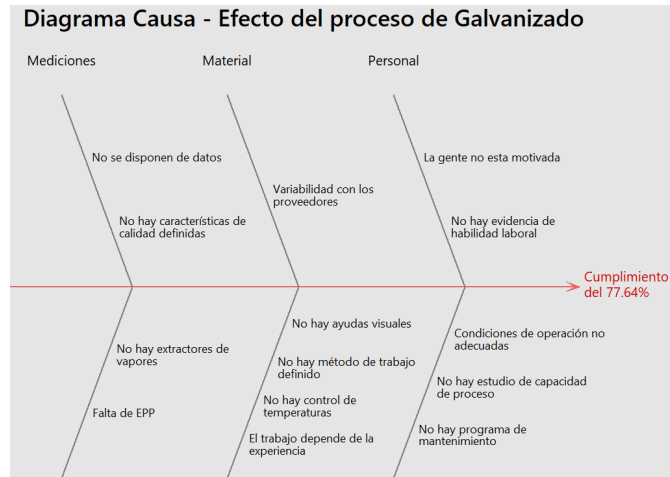 Diagrama Causa - Efecto del proceso de Galvanizado
Mediciones
Material
Personal
No se disponen de datos
La gente no esta motivada
Variabilidad con los
proveedores
No hay características de
calidad definidas
No hay evidencia de
habilidad laboral
Cumplimiento
del 77.64%
No hay ayudas visuales
Condiciones de operación no
adecuadas
No hay extractores de
vapores
No hay método de trabajo
definido
No hay estudio de capacidad
de proceso
No hay control de
temperaturas
Falta de EPP
No hay programa de
mantenimiento
El trabajo depende de la
experiencia